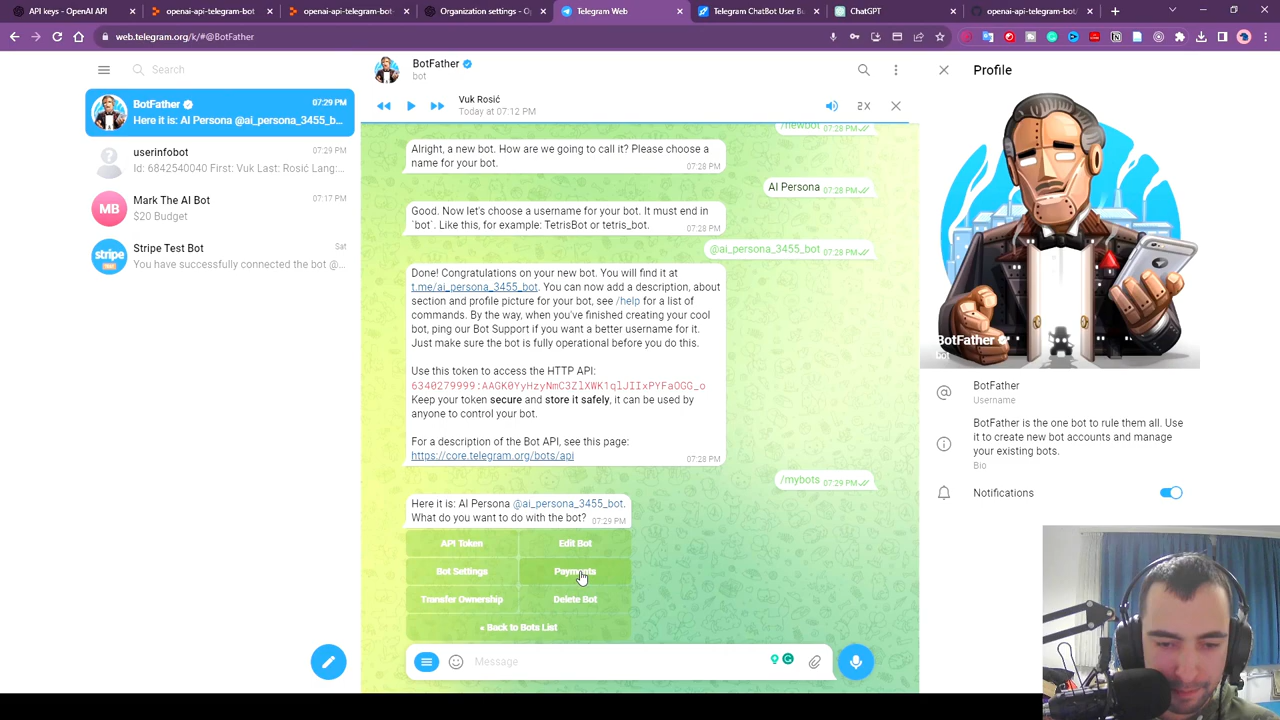 API keys - OpenAI API
openai-telegram-bot
openai-api-telegram-bo
Organization settings - O
Telegram Web
Telegram ChatBot User Bu
ChatGPT
openai-api-telegram-bot
web.telegram.org/k/#@BotFather
Search
BotFather 07:29 PM
Here it is: AI Persona @ai_persona_3455_b...
userinfobot 07:29 PM
Id: 6842540040 First: Vuk Last: Rosić Lang:...
MB
Mark The AI Bot 07:17 PM
$20 Budget
stripe
Stripe Test Bot Sat
You have successfully connected the bot @...
BotFather
bot
Vuk Rosić
Today at 07:12 PM
2X
/newbot 07:28 PM
Alright, a new bot. How are we going to call it? Please choose a
name for your bot. 07:28 PM
AI Persona 07:28 PM
Good. Now let's choose a username for your bot. It must end in
`bot`. Like this, for example: TetrisBot or tetris_bot. 07:28 PM
@ai_persona_3455_bot 07:28 PM
Done! Congratulations on your new bot. You will find it at
t.me/ai_persona_3455_bot. You can now add a description, about
section and profile picture for your bot, see /help for a list of
commands. By the way, when you've finished creating your cool
bot, ping our Bot Support if you want a better username for it.
Just make sure the bot is fully operational before you do this.
Use this token to access the HTTP API:
6340279999:AAGK0YyHzyNmC3ZlXWK1qlJIIxPYFaOGG_o
Keep your token secure and store it safely, it can be used by
anyone to control your bot.
For a description of the Bot API, see this page:
https://core.telegram.org/bots/api 07:28 PM
/mybots 07:29 PM
Here it is: AI Persona @ai_persona_3455_bot.
What do you want to do with the bot? 07:29 PM
API Token
Edit Bot
Bot Settings
Payments
Transfer Ownership
Delete Bot
« Back to Bots List
Message
Profile
BotFather
bot
BotFather
Username
BotFather is the one bot to rule them all. Use
it to create new bot accounts and manage
your existing bots.
Bio
Notifications